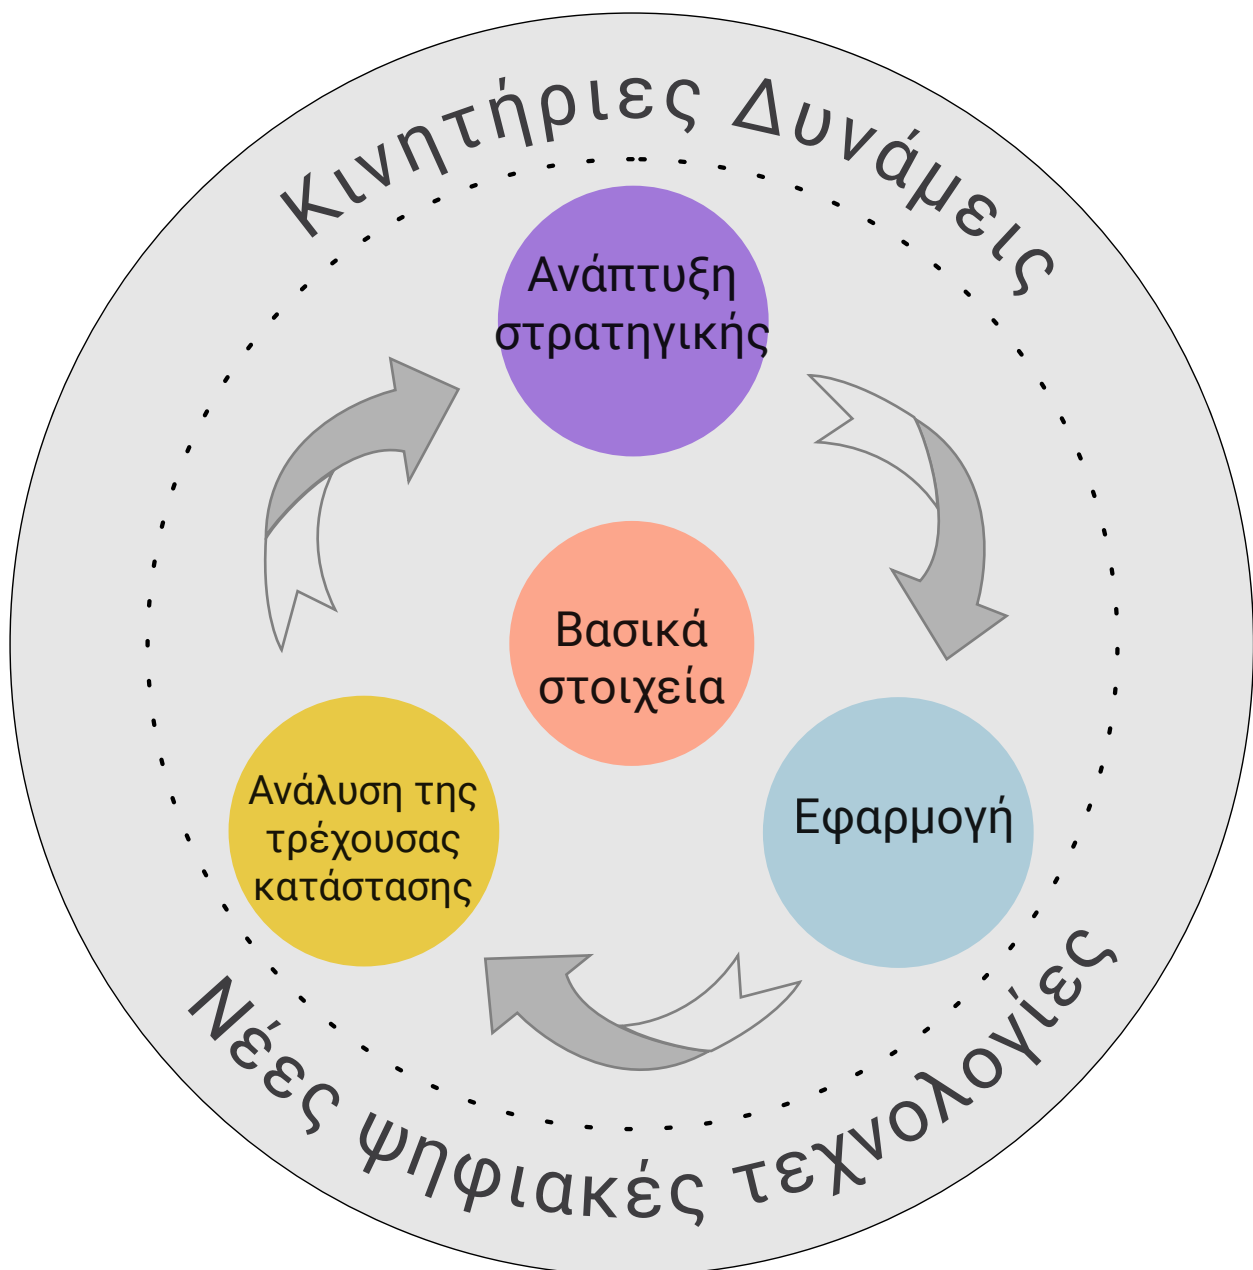 Κινητήριες Δυνάμεις
Ανάπτυξη
στρατηγικής
Βασικά
στοιχεία
Ανάλυση της
τρέχουσας
κατάστασης
Εφαρμογή
Νέες ψηφιακές τεχνολογίες